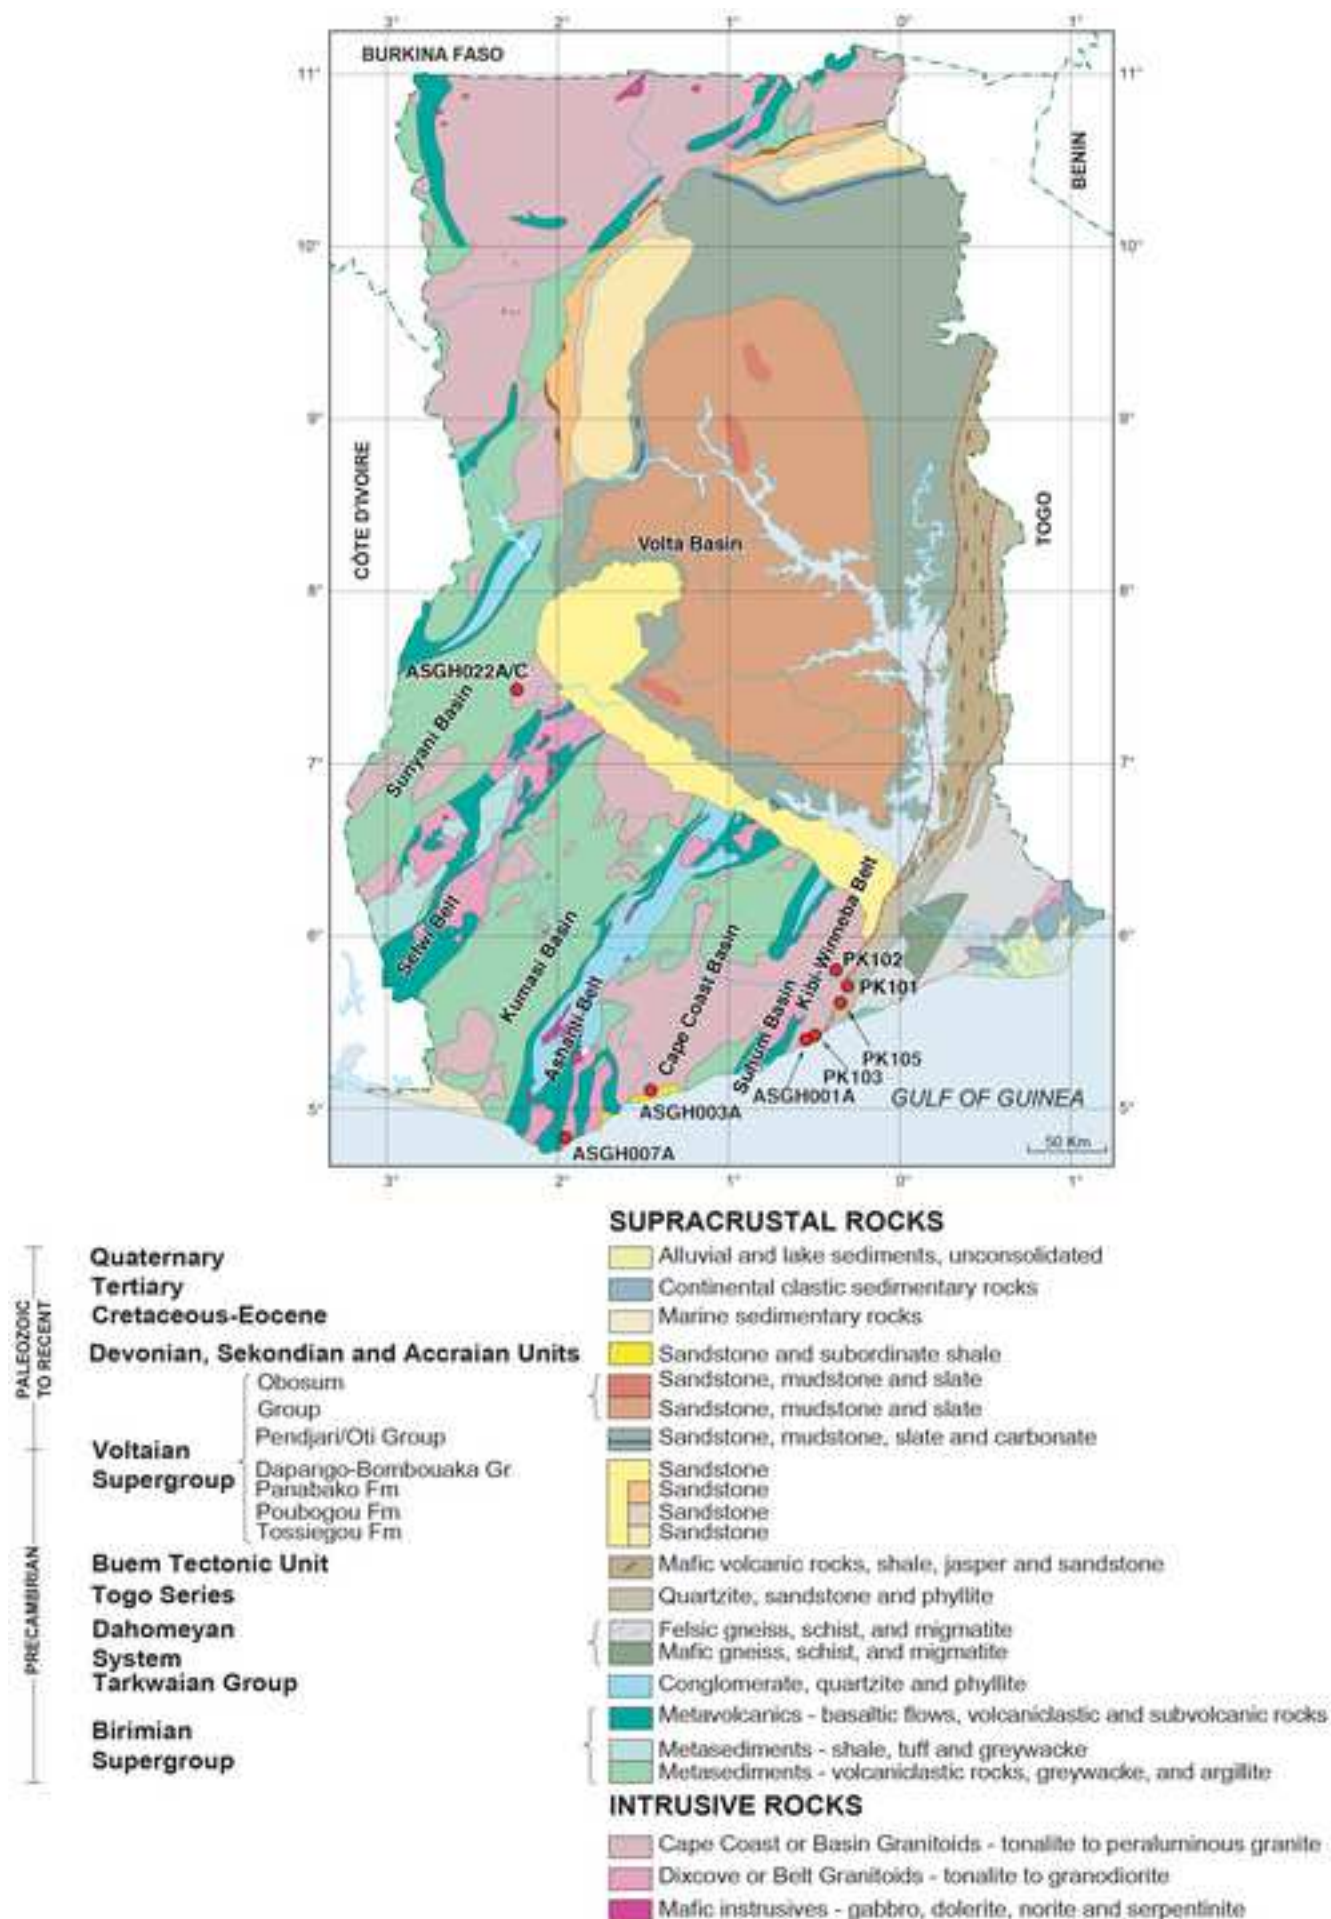 3° 2° 1° 0° 1°
BURKINA FASO
11° 11°
BENIN
10° 10°
9° 9°
CÔTE D'IVOIRE
TOGO
Volta Basin
8° 8°
ASGH022A/C
Sunyani Basin
7° 7°
Sefwi Belt
Kumasi Basin
Ashanti Belt
Cape Coast Basin
Suhum Basin
Kibi-Winneba Belt
6° 6°
PK102
PK101
PK105
PK103
ASGH001A
GULF OF GUINEA
ASGH003A
5° 5°
ASGH007A
50 Km
3° 2° 1° 0° 1°
SUPRACRUSTAL ROCKS
PALEOZOIC
TO RECENT
PRECAMBRIAN
Quaternary Alluvial and lake sediments, unconsolidated
Tertiary Continental clastic sedimentary rocks
Cretaceous-Eocene Marine sedimentary rocks
Devonian, Sekondian and Accraian Units Sandstone and subordinate shale
Obosum Sandstone, mudstone and slate
Group Sandstone, mudstone and slate
Voltaian
Supergroup
Pendjari/Oti Group Sandstone, mudstone, slate and carbonate
Dapango-Bombouaka Gr Sandstone
Panabako Fm Sandstone
Poubogou Fm Sandstone
Tossiegou Fm Sandstone
Buem Tectonic Unit Mafic volcanic rocks, shale, jasper and sandstone
Togo Series Quartzite, sandstone and phyllite
Dahomeyan Felsic gneiss, schist, and migmatite
System Mafic gneiss, schist, and migmatite
Tarkwaian Group Conglomerate, quartzite and phyllite
Birimian
Supergroup
Metavolcanics - basaltic flows, volcaniclastic and subvolcanic rocks
Metasediments - shale, tuff and greywacke
Metasediments - volcaniclastic rocks, greywacke, and argillite
INTRUSIVE ROCKS
Cape Coast or Basin Granitoids - tonalite to peraluminous granite
Dixcove or Belt Granitoids - tonalite to granodiorite
Mafic instrusives - gabbro, dolerite, norite and serpentinite